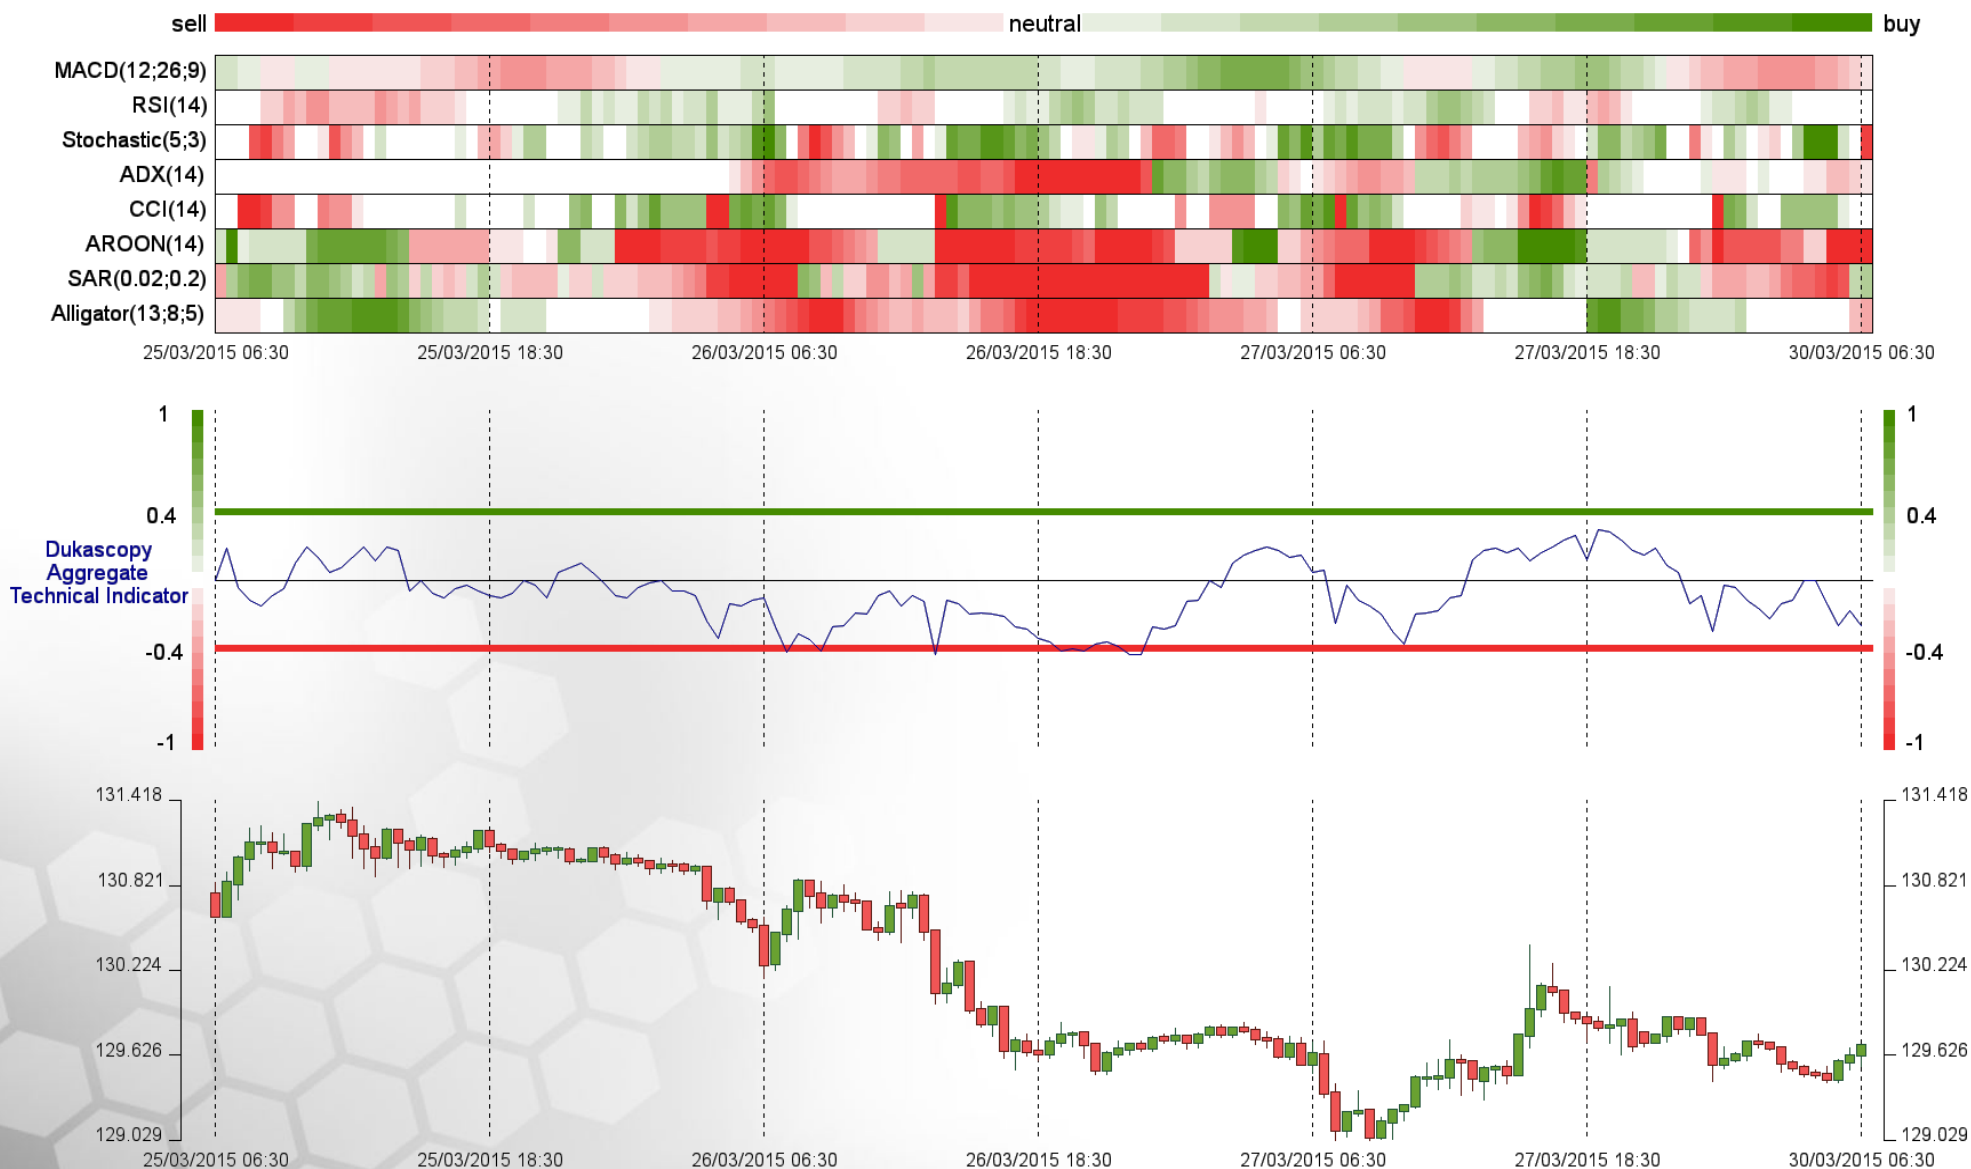 sell neutral buy
MACD(12;26;9)
RSI(14)
Stochastic(5;3)
ADX(14)
CCI(14)
AROON(14)
SAR(0.02;0.2)
Alligator(13;8;5)
25/03/2015 06:30 25/03/2015 18:30 26/03/2015 06:30 26/03/2015 18:30 27/03/2015 06:30 27/03/2015 18:30 30/03/2015 06:30
1 1
0.4 0.4
Dukascopy
Aggregate
Technical Indicator
-0.4 -0.4
-1 -1
131.418 131.418
130.821 130.821
130.224 130.224
129.626 129.626
129.029 129.029
25/03/2015 06:30 25/03/2015 18:30 26/03/2015 06:30 26/03/2015 18:30 27/03/2015 06:30 27/03/2015 18:30 30/03/2015 06:30